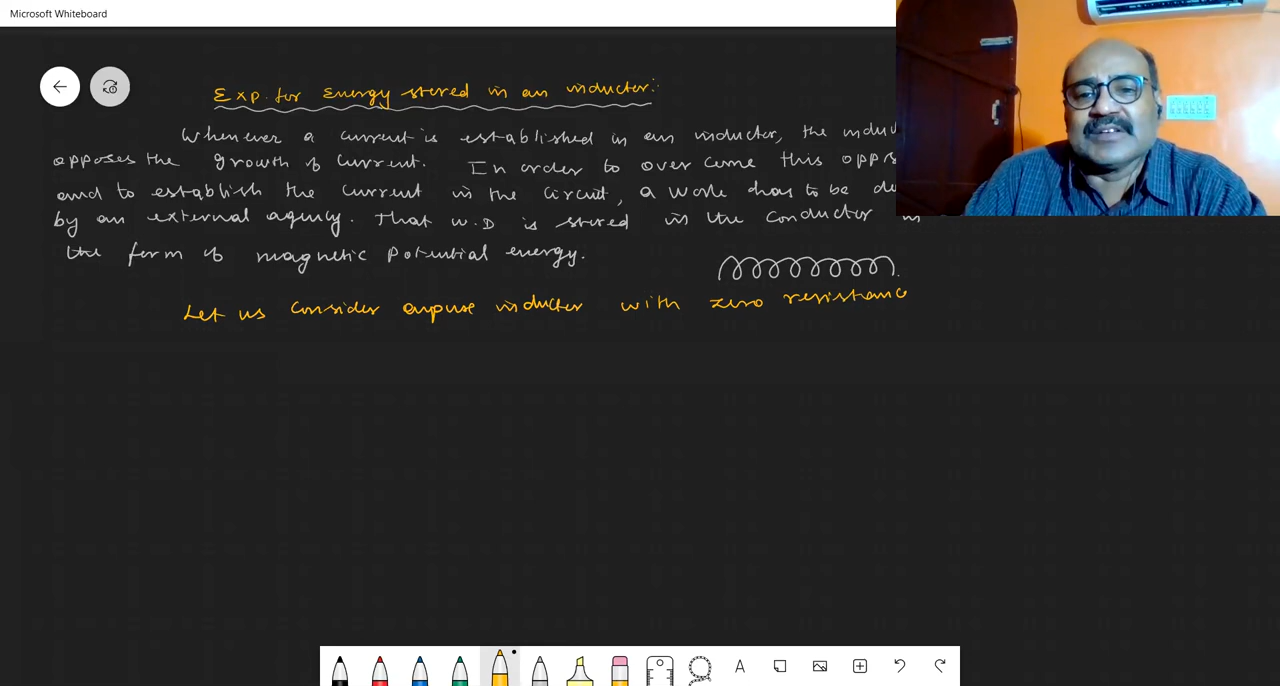 Microsoft Whiteboard
Exp. for Energy stored in an inductor:
Whenever a current is established in an inductor, the
opposes the growth of current. In order to over come this
and to establish the current in the circuit, a work has to be
by an external agency. That W.D is stored in the conductor in
the form of magnetic potential energy.
Let us consider a pure inductor with zero resistance
A